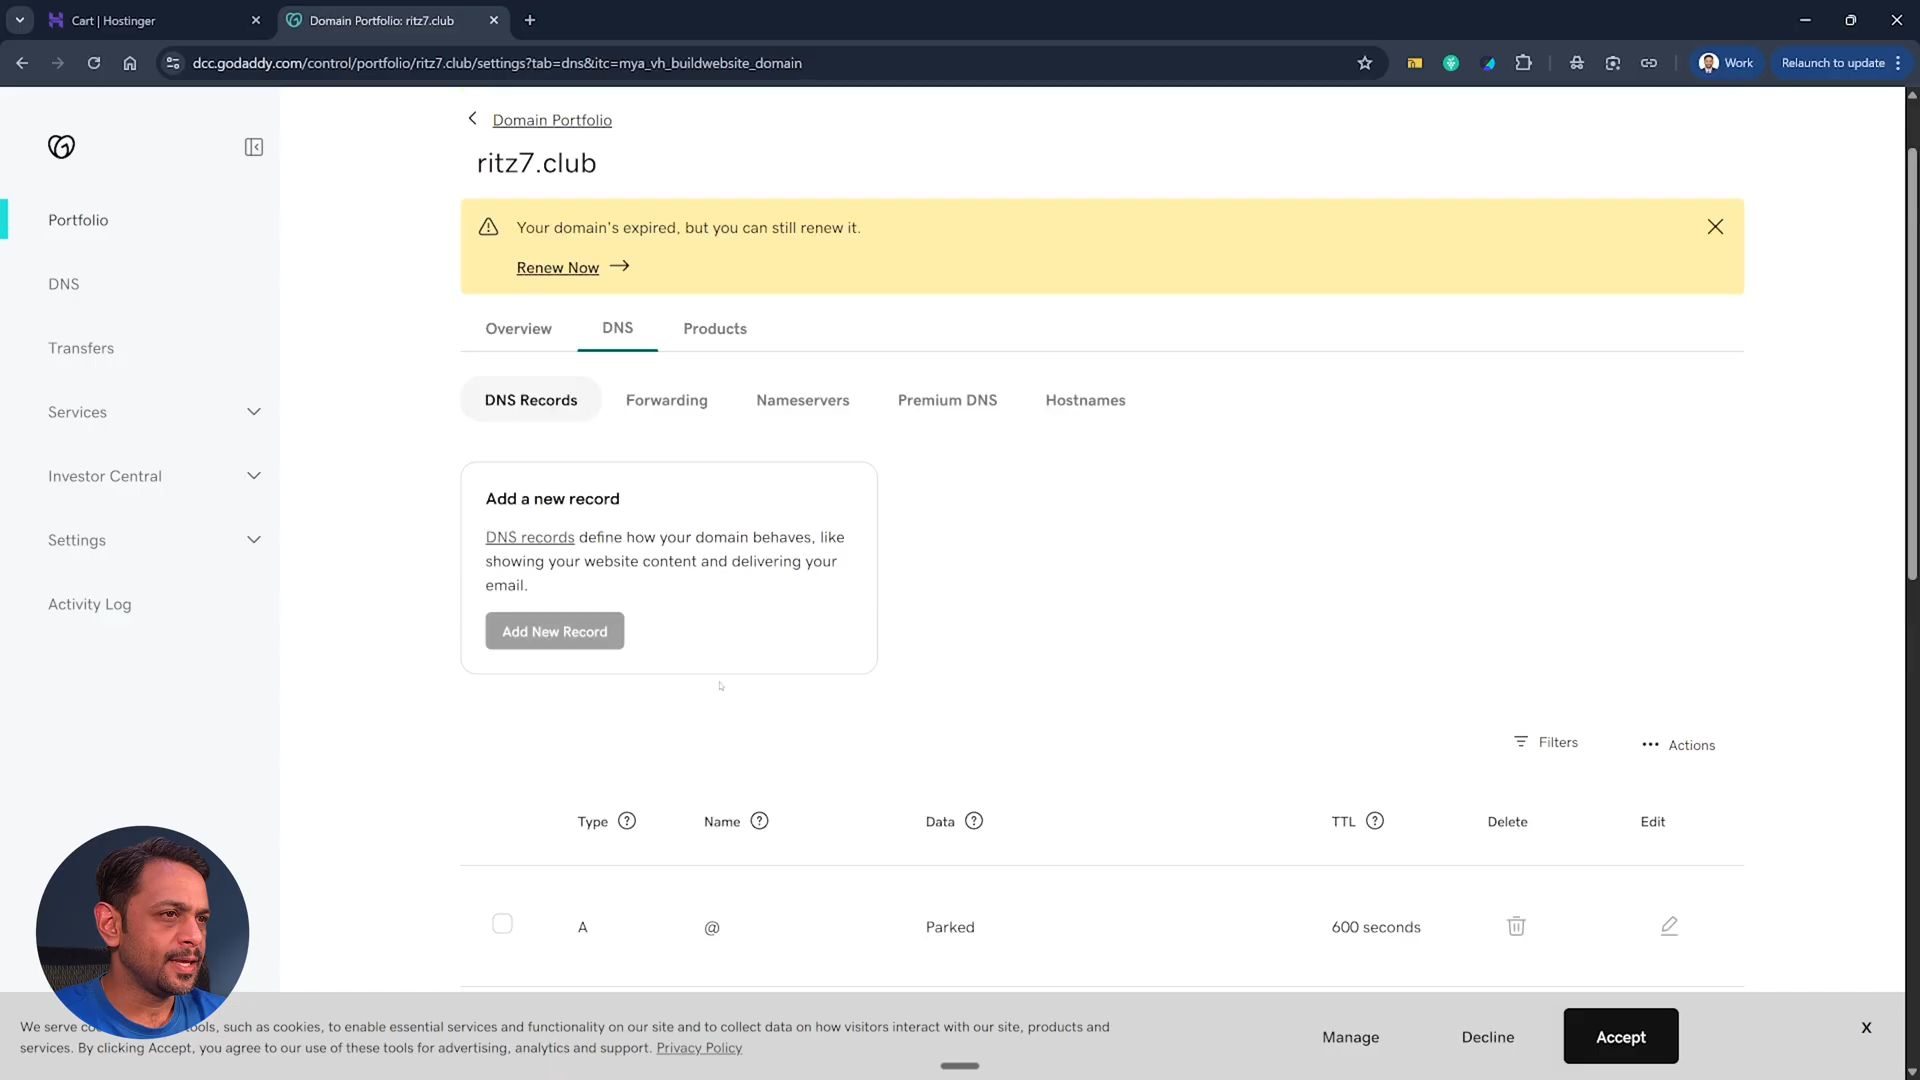 Cart | Hostinger
Domain Portfolio: ritz7.club
dcc.godaddy.com/control/portfolio/ritz7.club/settings?tab=dns&itc=mya_vh_buildwebsite_domain
Work
Relaunch to update
Domain Portfolio
ritz7.club
Your domain's expired, but you can still renew it.
Renew Now
Portfolio
DNS
Transfers
Services
Investor Central
Settings
Activity Log
Overview
DNS
Products
DNS Records
Forwarding
Nameservers
Premium DNS
Hostnames
Add a new record
DNS records define how your domain behaves, like
showing your website content and delivering your
email.
Add New Record
Filters
Actions
Type ? Name ? Data ? TTL ? Delete Edit
A @ Parked 600 seconds
We serve ools, such as cookies, to enable essential services and functionality on our site and to collect data on how visitors interact with our site, products and
services. By clicking Accept, you agree to our use of these tools for advertising, analytics and support. Privacy Policy
Manage
Decline
Accept
X